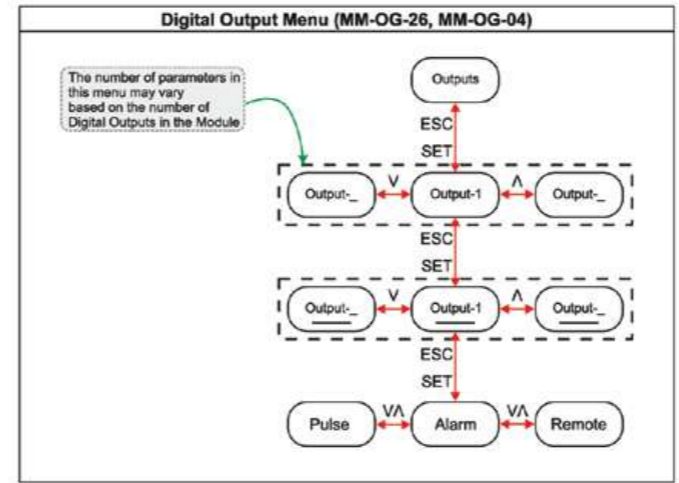 Digital Output Menu (MM-OG-26, MM-OG-04)
The number of parameters in
this menu may vary
based on the number of
Digital Outputs in the Module
Outputs
ESC
SET
Output-_ V Output-1 Λ Output-_
ESC
SET
Output-_ V Output-1 Λ Output-_
ESC
SET
Pulse VΛ Alarm VΛ Remote